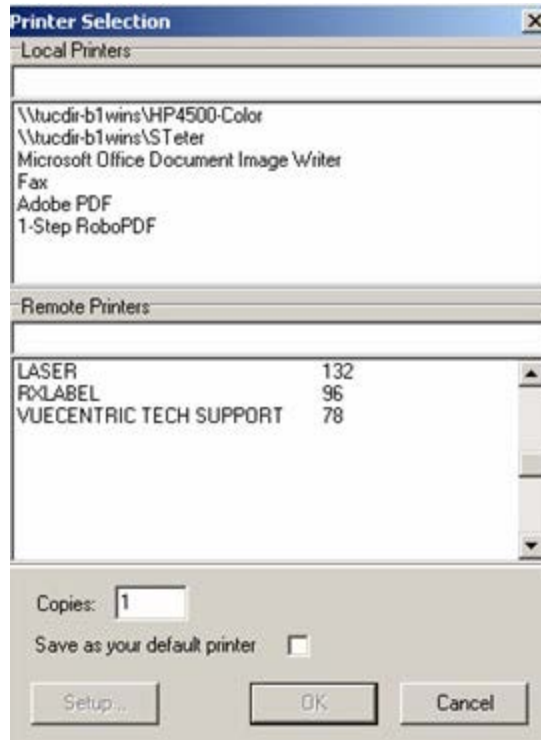 Printer Selection
Local Printers
\\tucdir-b1wins\HP4500-Color
\\tucdir-b1wins\STeter
Microsoft Office Document Image Writer
Fax
Adobe PDF
1-Step RoboPDF
Remote Printers
LASER 132
RXLABEL 96
VUECENTRIC TECH SUPPORT 78
Copies: 1
Save as your default printer
Setup... OK Cancel